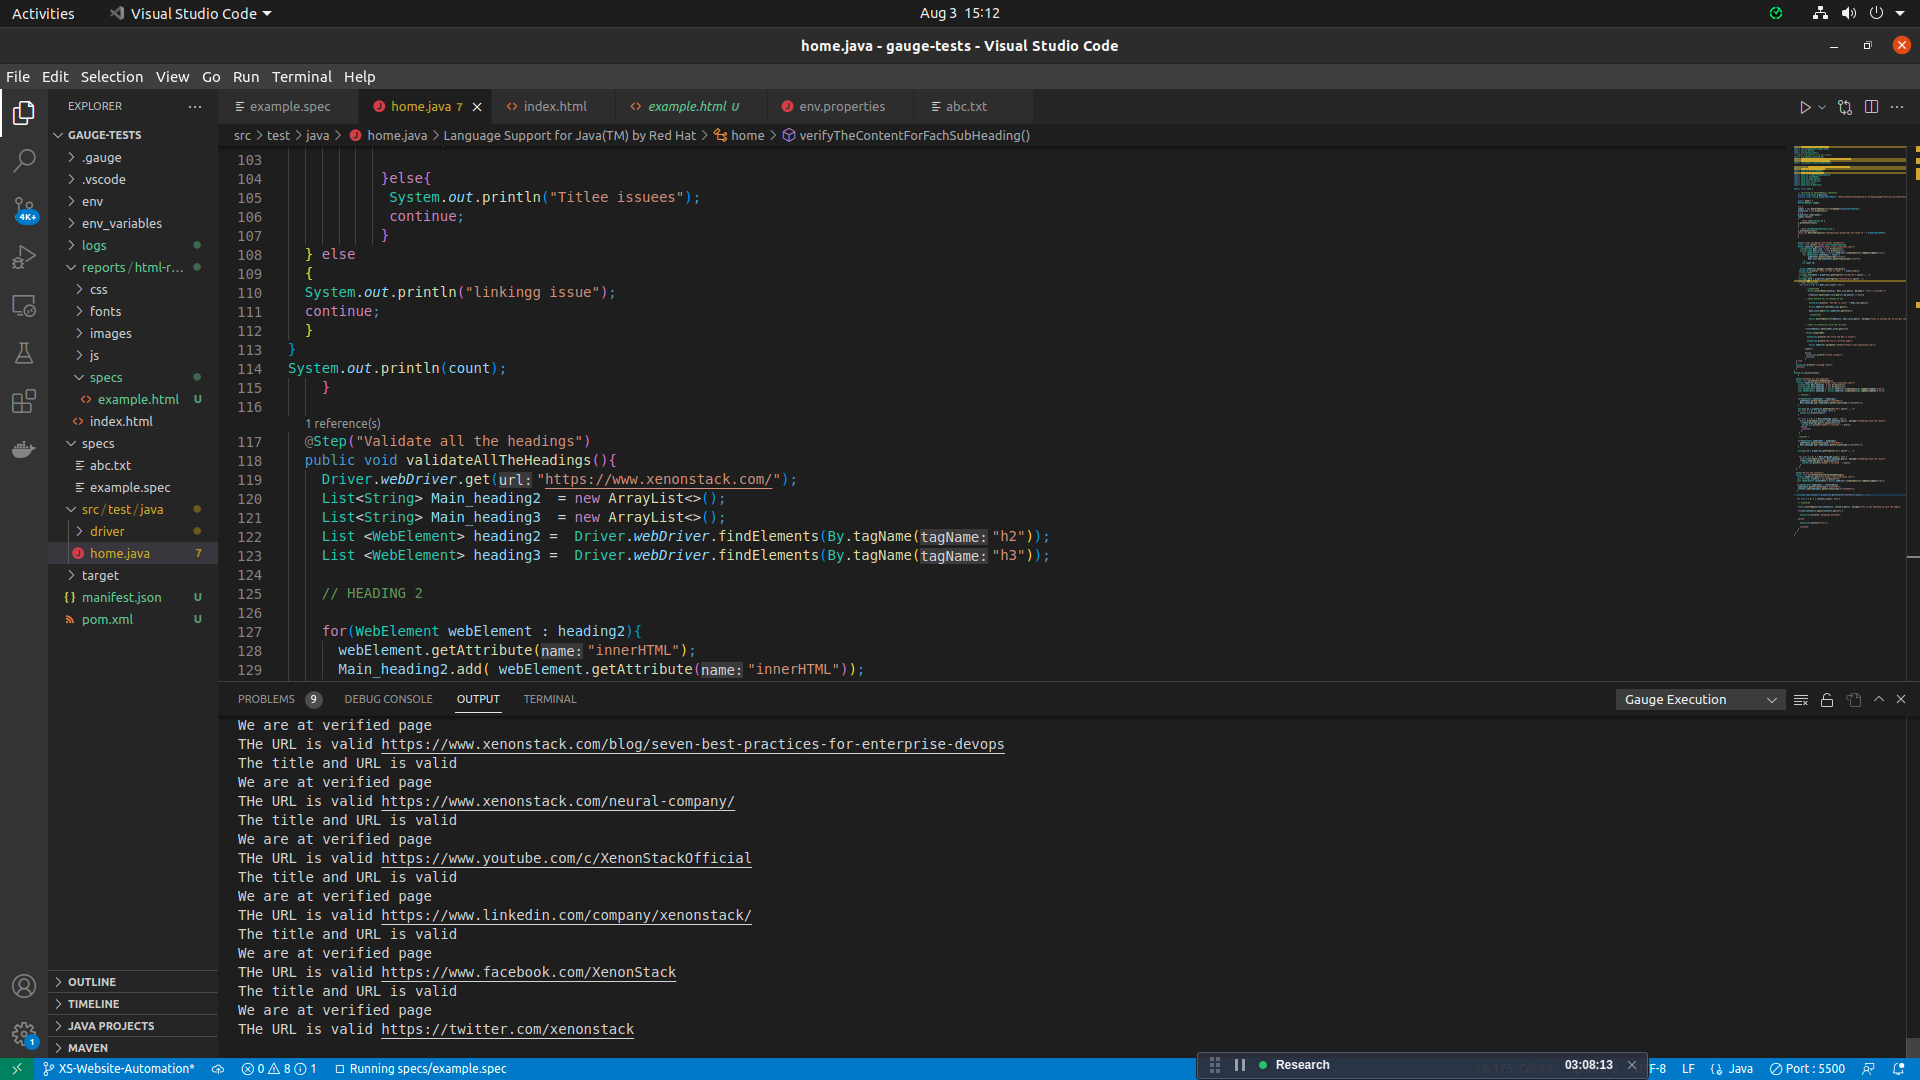 Activities
Visual Studio Code
Aug 3 15:12
home.java - gauge-tests - Visual Studio Code
File Edit Selection View Go Run Terminal Help
EXPLORER
GAUGE-TESTS
.gauge
.vscode
env
env_variables
logs
reports/html-r...
css
fonts
images
js
specs
example.html U
index.html
specs
abc.txt
example.spec
src/test/java
driver
home.java 7
target
manifest.json U
pom.xml U
OUTLINE
TIMELINE
JAVA PROJECTS
MAVEN
4K+
1
example.spec
home.java 7
index.html
example.html U
env.properties
abc.txt
src > test > java > home.java > Language Support for Java(TM) by Red Hat > home > verifyTheContentForFachSubHeading()
103
104 }else{
105 System.out.println("Titlee issuees");
106 continue;
107 }
108 } else
109 {
110 System.out.println("linkingg issue");
111 continue;
112 }
113 }
114 System.out.println(count);
115 }
116
1 reference(s)
117 @Step("Validate all the headings")
118 public void validateAllTheHeadings(){
119 Driver.webDriver.get(url: "https://www.xenonstack.com/");
120 List<String> Main_heading2 = new ArrayList<>();
121 List<String> Main_heading3 = new ArrayList<>();
122 List <WebElement> heading2 = Driver.webDriver.findElements(By.tagName(tagName: "h2"));
123 List <WebElement> heading3 = Driver.webDriver.findElements(By.tagName(tagName: "h3"));
124
125 // HEADING 2
126
127 for(WebElement webElement : heading2){
128 webElement.getAttribute(name: "innerHTML");
129 Main_heading2.add( webElement.getAttribute(name: "innerHTML"));
PROBLEMS 9 DEBUG CONSOLE OUTPUT TERMINAL
Gauge Execution
We are at verified page
THe URL is valid https://www.xenonstack.com/blog/seven-best-practices-for-enterprise-devops
The title and URL is valid
We are at verified page
THe URL is valid https://www.xenonstack.com/neural-company/
The title and URL is valid
We are at verified page
THe URL is valid https://www.youtube.com/c/XenonStackOfficial
The title and URL is valid
We are at verified page
THe URL is valid https://www.linkedin.com/company/xenonstack/
The title and URL is valid
We are at verified page
THe URL is valid https://www.facebook.com/XenonStack
The title and URL is valid
We are at verified page
THe URL is valid https://twitter.com/xenonstack
XS-Website-Automation* 0 8 1 Running specs/example.spec
Research 03:08:13
F-8 LF Java Port : 5500